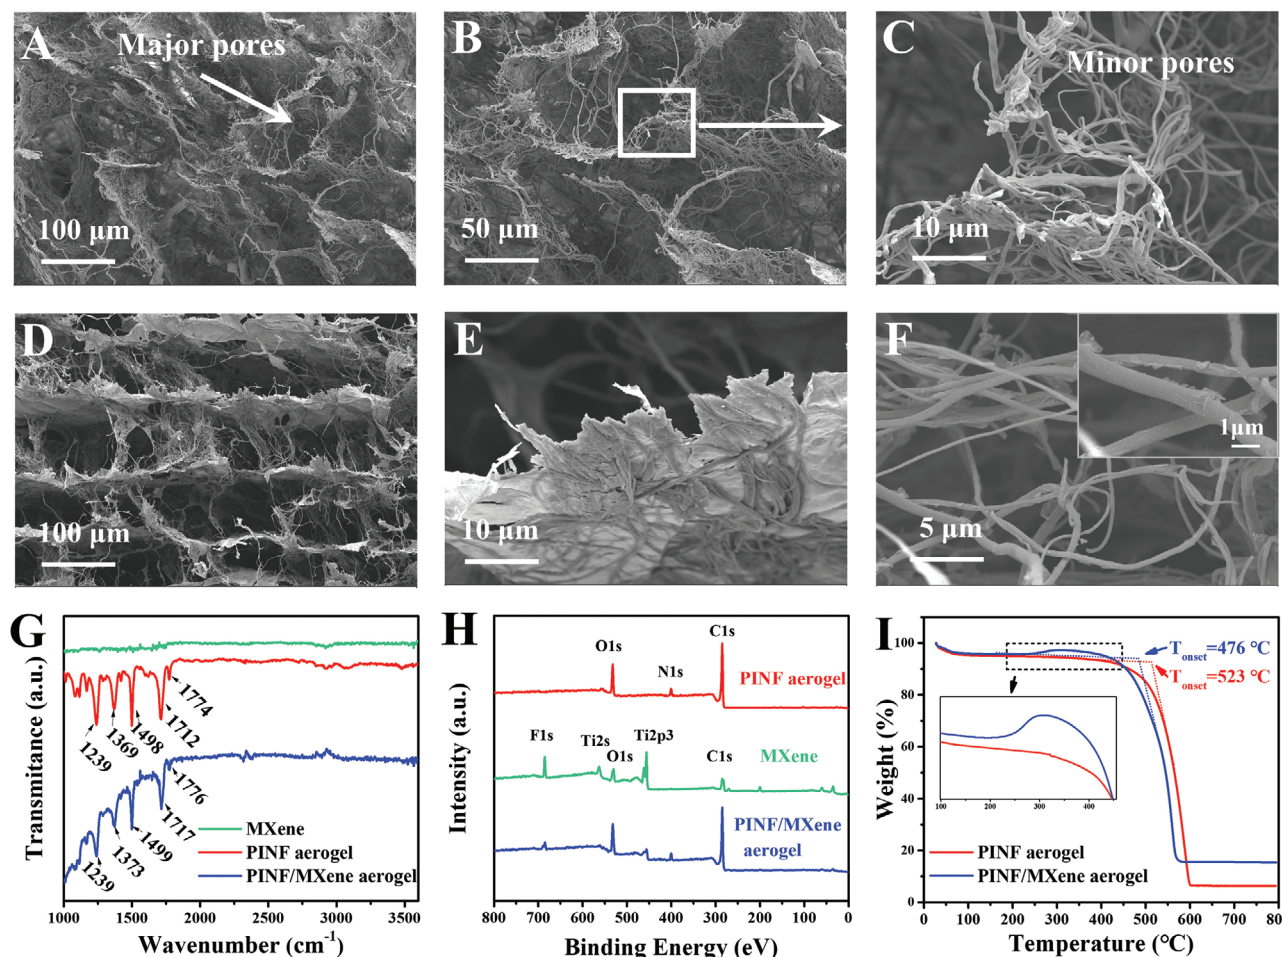 A
Major pores
100 μm
B
50 μm
C
Minor pores
10 μm
D
100 μm
E
10 μm
F
1μm
5 μm
G
Transmitance (a.u.)
1774
1712
1498
1369
1239
1776
1717
1499
1373
1239
MXene
PINF aerogel
PINF/MXene aerogel
1000 1500 2000 2500 3000 3500
Wavenumber (cm-1)
H
Intensity (a.u.)
O1s
N1s
C1s
PINF aerogel
F1s
Ti2s
O1s
Ti2p3
C1s
MXene
PINF/MXene
aerogel
800 700 600 500 400 300 200 100 0
Binding Energy (eV)
I
Weight (%)
100
80
60
40
20
0
Tonset=476 °C
Tonset=523 °C
100 200 300 400
PINF aerogel
PINF/MXene aerogel
0 100 200 300 400 500 600 700 800
Temperature (°C)